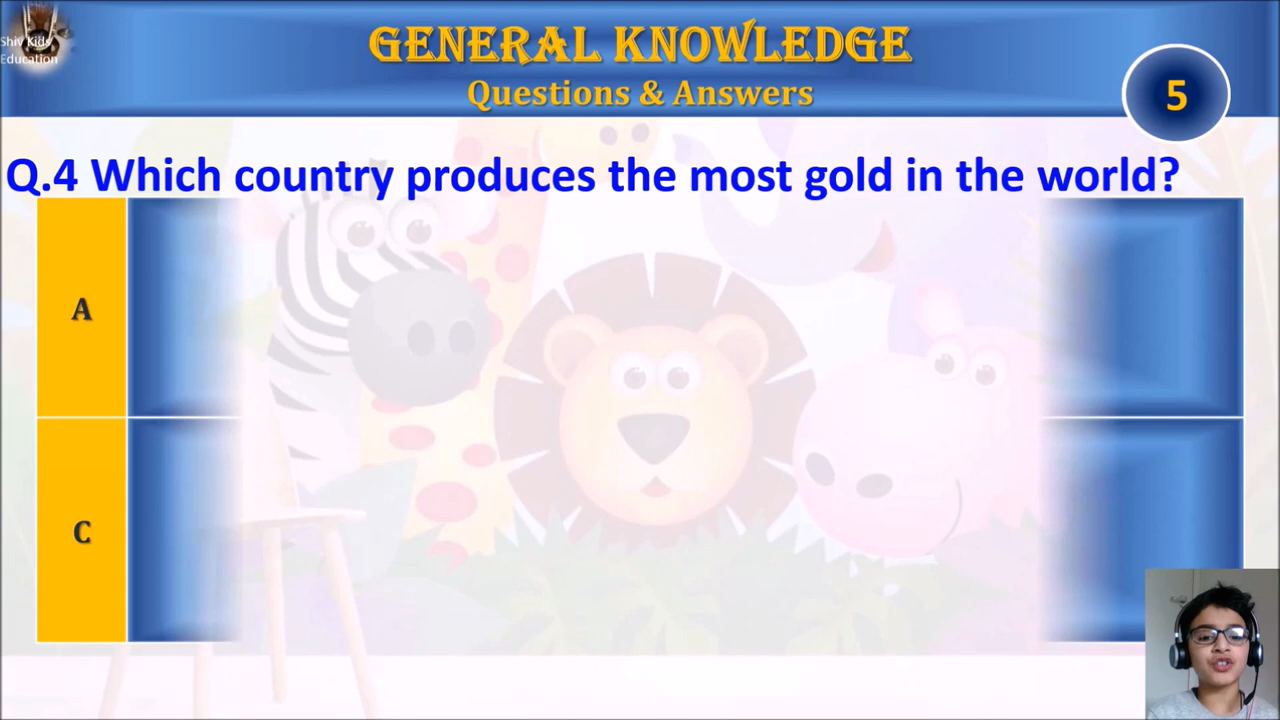 Shiv Kids
Education
GENERAL KNOWLEDGE
Questions & Answers
5
Q.4 Which country produces the most gold in the world?
A
C